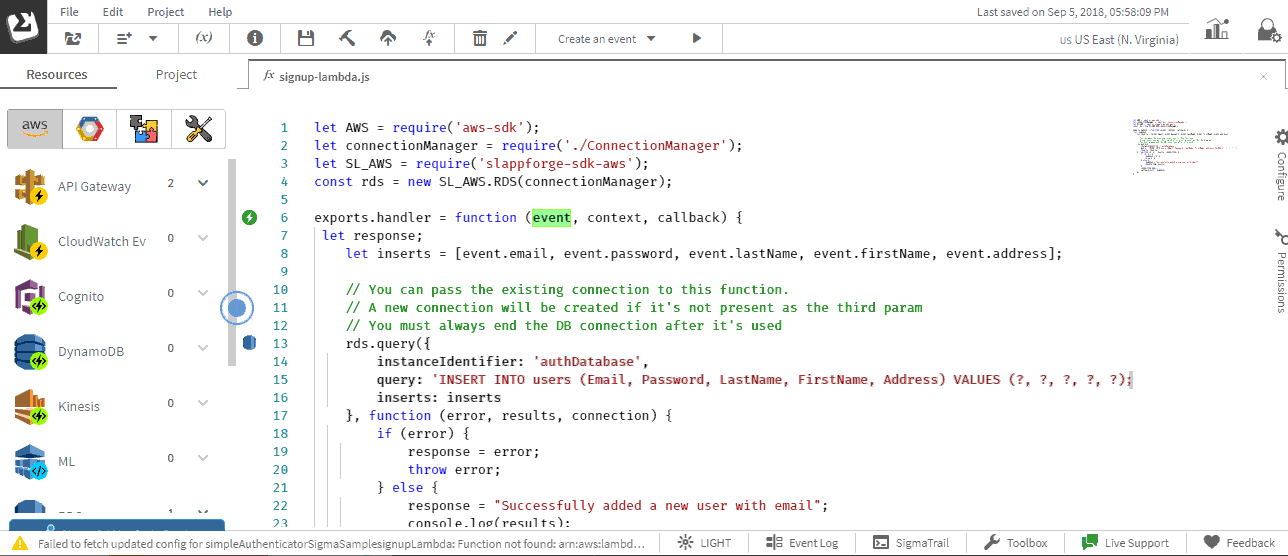 File Edit Project Help
Last saved on Sep 5, 2018, 05:58:09 PM
(x)
fx
Create an event
US US East (N. Virginia)
Resources Project
fx signup-lambda.js
aws
API Gateway 2
CloudWatch Ev 0
Cognito 0
DynamoDB 0
Kinesis 0
ML 0
1 let AWS = require('aws-sdk');
2 let connectionManager = require('./ConnectionManager');
3 let SL_AWS = require('slappforge-sdk-aws');
4 const rds = new SL_AWS.RDS(connectionManager);
5
6 exports.handler = function (event, context, callback) {
7 let response;
8 let inserts = [event.email, event.password, event.lastName, event.firstName, event.address];
9
10 // You can pass the existing connection to this function.
11 // A new connection will be created if it's not present as the third param
12 // You must always end the DB connection after it's used
13 rds.query({
14 instanceIdentifier: 'authDatabase',
15 query: 'INSERT INTO users (Email, Password, LastName, FirstName, Address) VALUES (?, ?, ?, ?, ?);
16 inserts: inserts
17 }, function (error, results, connection) {
18 if (error) {
19 response = error;
20 throw error;
21 } else {
22 response = "Successfully added a new user with email";
23 console.log(results);
Configure
Permissions
Failed to fetch updated config for simpleAuthenticatorSigmaSamplesignupLambda: Function not found: arn:aws:lambd...
LIGHT
Event Log
SigmaTrail
Toolbox
Live Support
Feedback